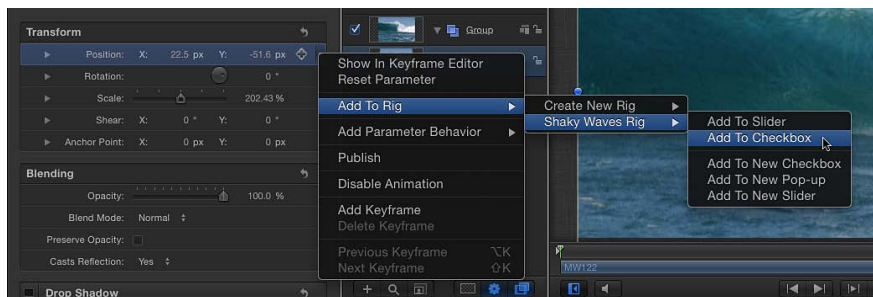 Transform
Position: X: 22.5 px Y: -51.6 px
Rotation: 0 °
Scale: 202.43 %
Shear: X: 0 ° Y: 0 °
Anchor Point: X: 0 px Y: 0 px
Blending
Opacity: 100.0 %
Blend Mode: Normal
Preserve Opacity:
Casts Reflection: Yes
Drop Shadow
Group
Show In Keyframe Editor
Reset Parameter
Add To Rig
Add Parameter Behavior
Publish
Disable Animation
Add Keyframe
Delete Keyframe
Previous Keyframe ⌥K
Next Keyframe ⇧K
Create New Rig
Shaky Waves Rig
Add To Slider
Add To Checkbox
Add To New Checkbox
Add To New Pop-up
Add To New Slider
MW122